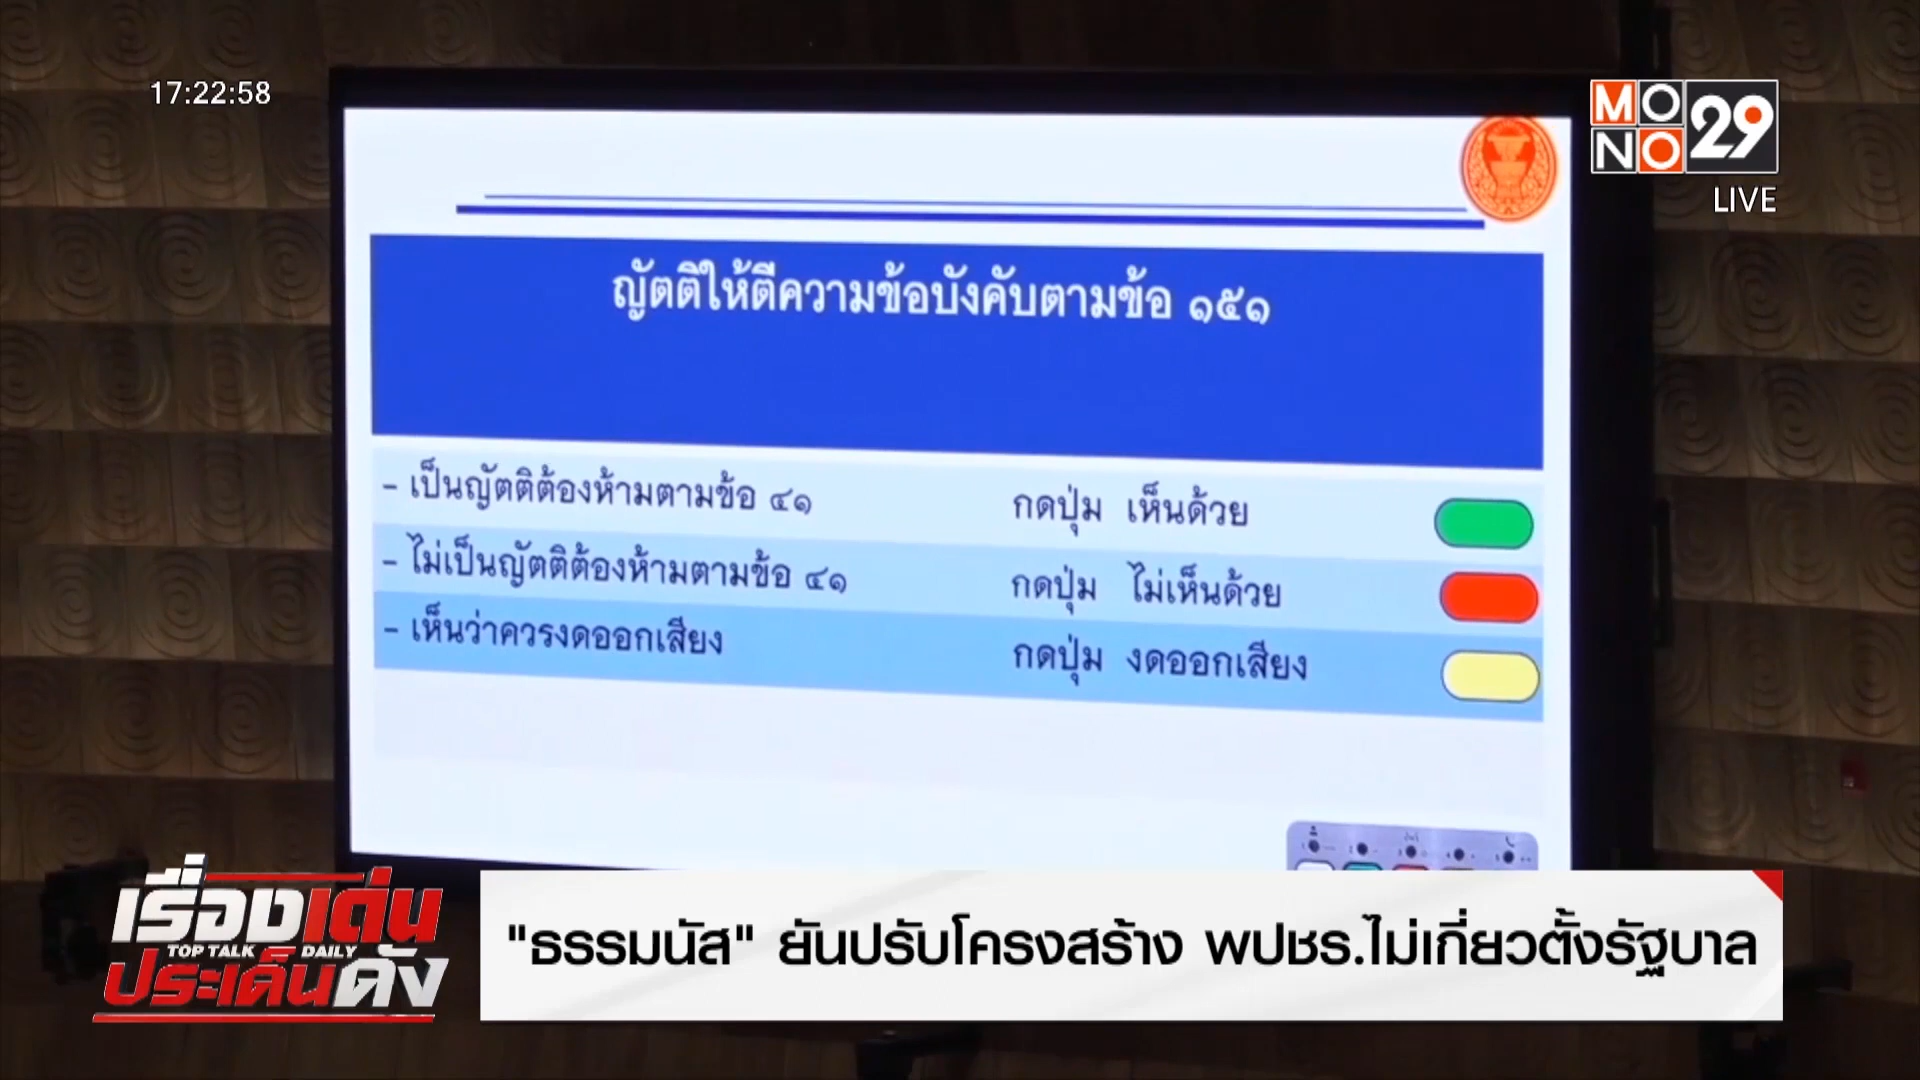 17:22:58
MONO 29
LIVE
ญัตติให้ตีความข้อบังคับตามข้อ ๑๕๑
- เป็นญัตติต้องห้ามตามข้อ ๔๑ กดปุ่ม เห็นด้วย
- ไม่เป็นญัตติต้องห้ามตามข้อ ๔๑ กดปุ่ม ไม่เห็นด้วย
- เห็นว่าควรงดออกเสียง กดปุ่ม งดออกเสียง
เรื่องเด่น
TOP TALK DAILY
ประเด็นดัง
"ธรรมนัส" ยันปรับโครงสร้าง พปชร.ไม่เกี่ยวตั้งรัฐบาล